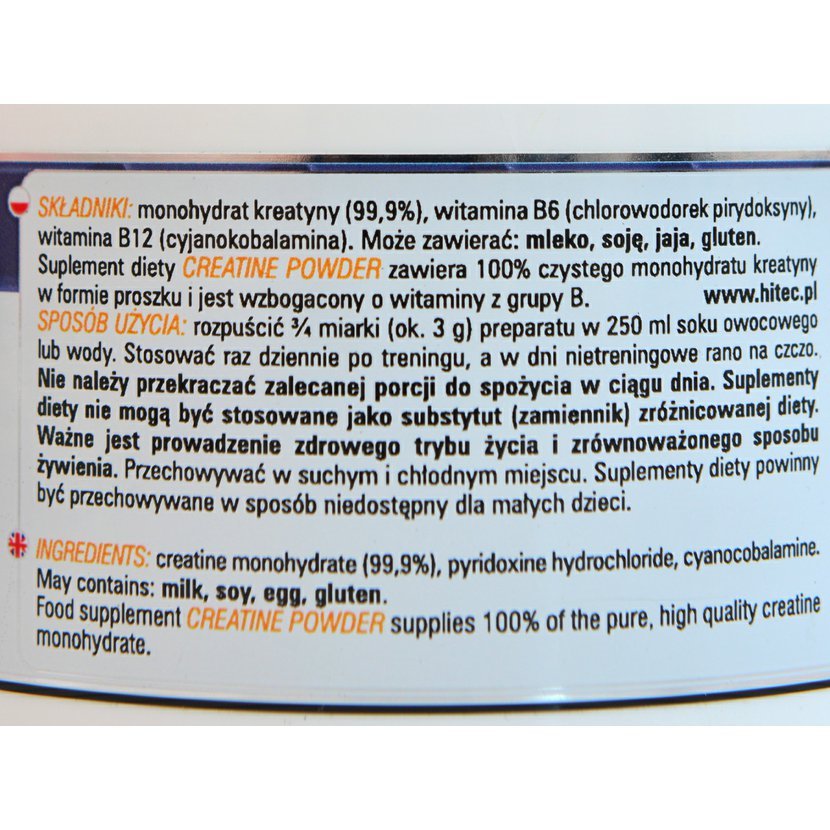 SKŁADNIKI: monohydrat kreatyny (99,9%), witamina B6 (chlorowodorek pirydoksyny),
witamina B12 (cyjanokobalamina). Może zawierać: mleko, soję, jaja, gluten.
Suplement diety CREATINE POWDER zawiera 100% czystego monohydratu kreatyny
w formie proszku i jest wzbogacony o witaminy z grupy B. www.hitec.pl
SPOSÓB UŻYCIA: rozpuścić ¾ miarki (ok. 3 g) preparatu w 250 ml soku owocowego
lub wody. Stosować raz dziennie po treningu, a w dni nietreningowe rano na czczo.
Nie należy przekraczać zalecanej porcji do spożycia w ciągu dnia. Suplementy
diety nie mogą być stosowane jako substytut (zamiennik) zróżnicowanej diety.
Ważne jest prowadzenie zdrowego trybu życia i zrównoważonego sposobu
żywienia. Przechowywać w suchym i chłodnym miejscu. Suplementy diety powinny
być przechowywane w sposób niedostępny dla małych dzieci.
INGREDIENTS: creatine monohydrate (99,9%), pyridoxine hydrochloride, cyanocobalamine.
May contains: milk, soy, egg, gluten.
Food supplement CREATINE POWDER supplies 100% of the pure, high quality creatine
monohydrate.